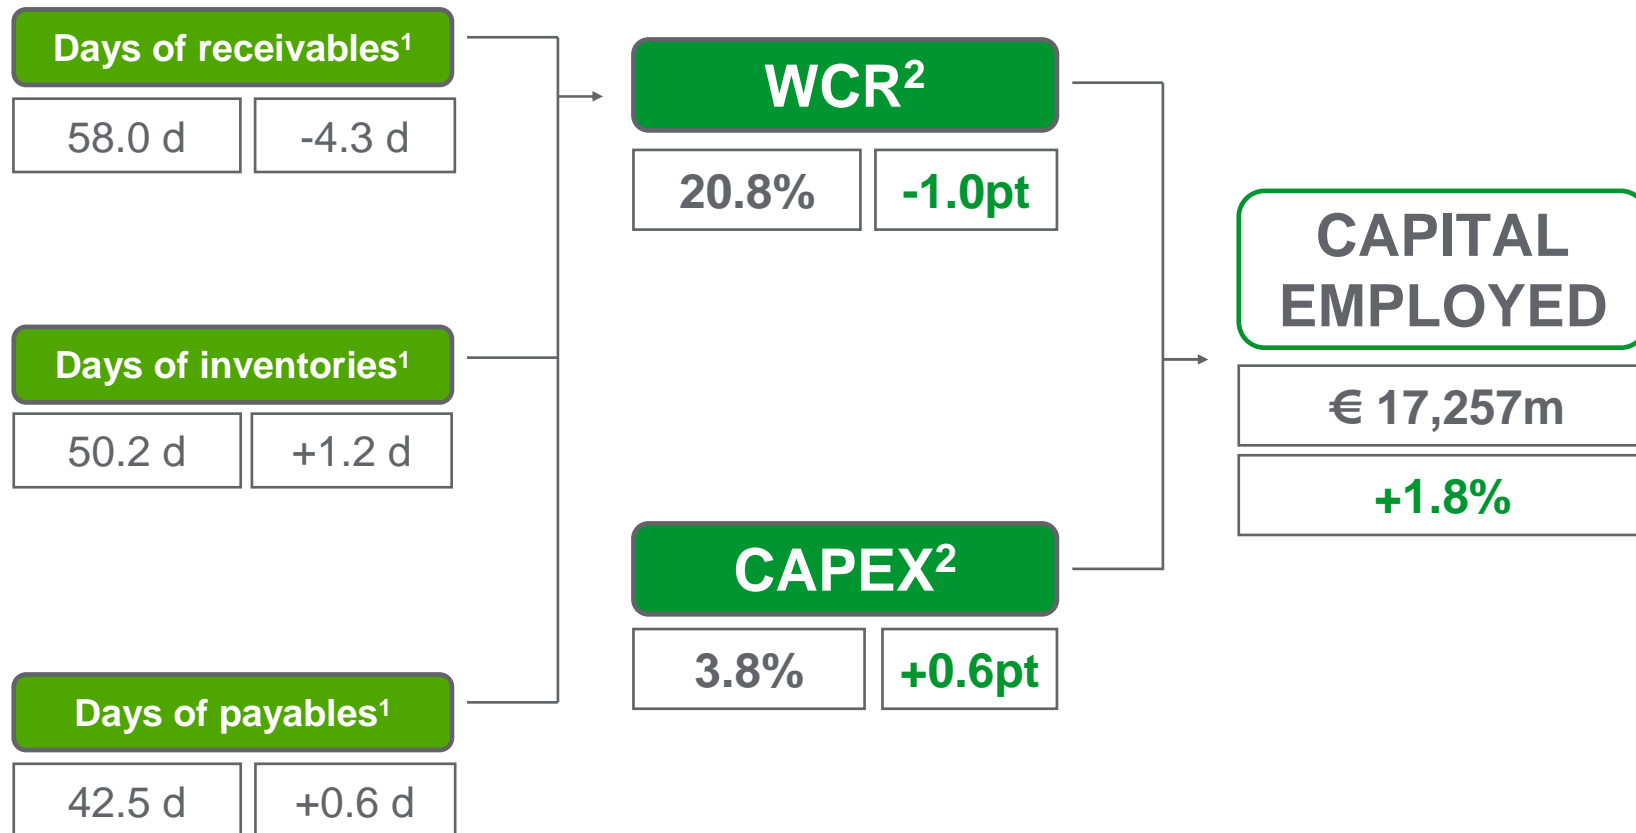 Days of receivables¹
58.0 d
-4.3 d
Days of inventories¹
50.2 d
+1.2 d
Days of payables¹
42.5 d
+0.6 d
WCR²
20.8%
-1.0pt
CAPEX²
3.8%
+0.6pt
CAPITAL
EMPLOYED
€ 17,257m
+1.8%